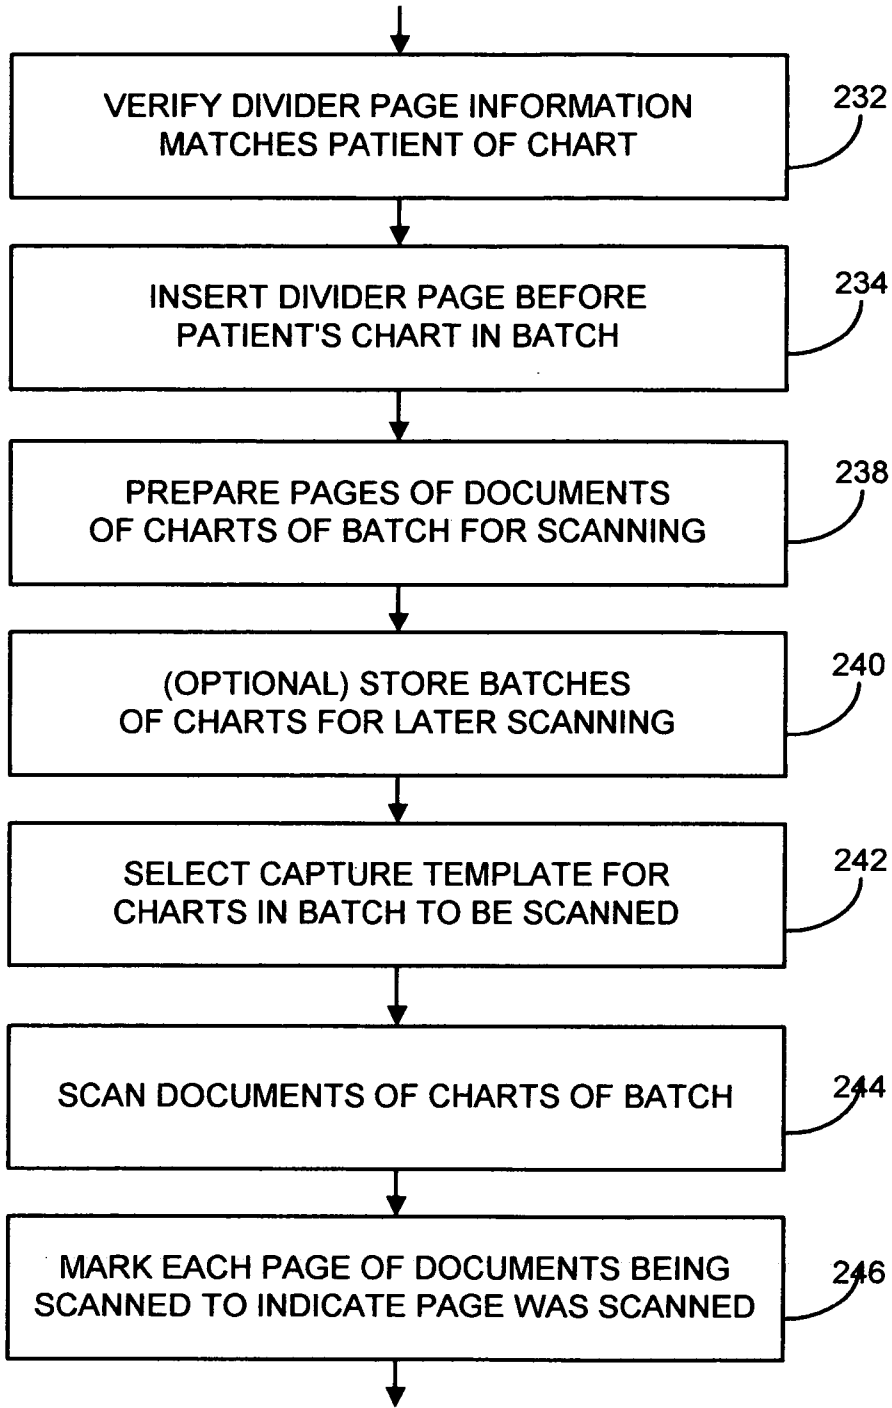 VERIFY DIVIDER PAGE INFORMATION
MATCHES PATIENT OF CHART
232
INSERT DIVIDER PAGE BEFORE
PATIENT'S CHART IN BATCH
234
PREPARE PAGES OF DOCUMENTS
OF CHARTS OF BATCH FOR SCANNING
238
(OPTIONAL) STORE BATCHES
OF CHARTS FOR LATER SCANNING
240
SELECT CAPTURE TEMPLATE FOR
CHARTS IN BATCH TO BE SCANNED
242
SCAN DOCUMENTS OF CHARTS OF BATCH
244
MARK EACH PAGE OF DOCUMENTS BEING
SCANNED TO INDICATE PAGE WAS SCANNED
246